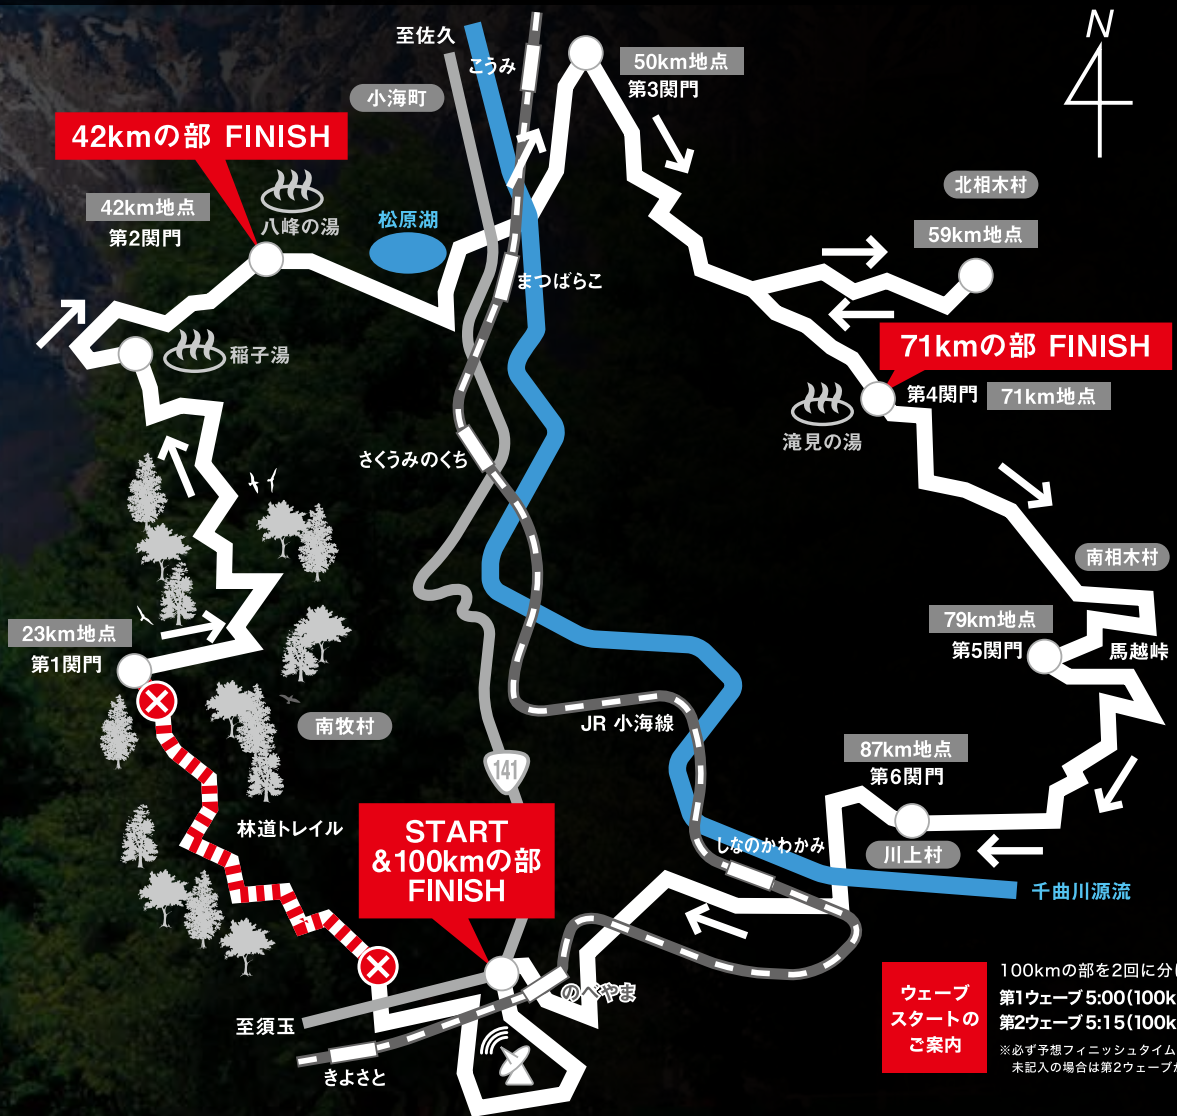 N
至佐久
こうみ
50km地点
第3関門
小海町
42kmの部 FINISH
42km地点
第2関門
八峰の湯
松原湖
北相木村
59km地点
まつばらこ
稲子湯
71kmの部 FINISH
第4関門
71km地点
滝見の湯
さくうみのくち
南相木村
23km地点
第1関門
79km地点
第5関門
馬越峠
南牧村
JR 小海線
141
87km地点
第6関門
林道トレイル
START
&100kmの部
FINISH
しなのかわかみ
川上村
千曲川源流
のべやま
至須玉
きよさと
ウェーブ
スタートの
ご案内
100kmの部を2回に分
第1ウェーブ 5:00(100k
第2ウェーブ 5:15(100k
※必ず予想フィニッシュタイム
未記入の場合は第2ウェーブ